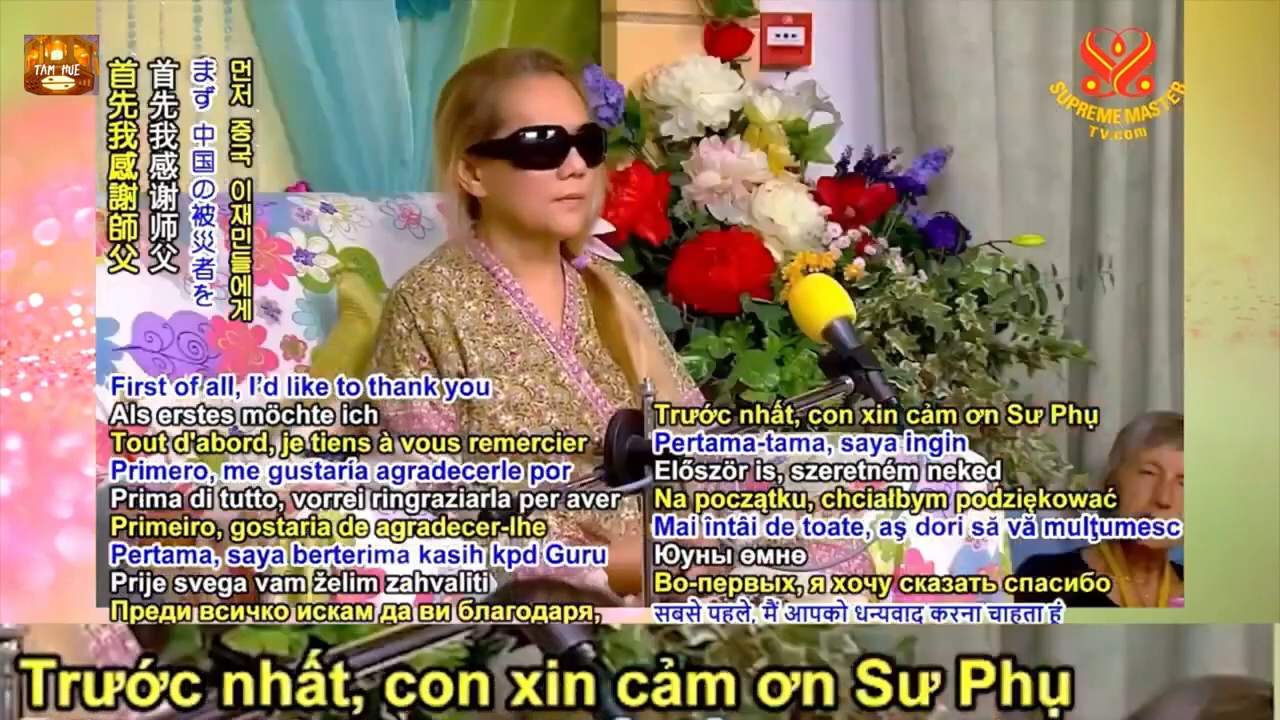 TAM HUE
SUPREME MASTER
TV.com
首先我感謝師父
首先我感谢师父
まず 中国の被災者を
먼저 중국 이재민들에게
First of all, I'd like to thank you
Als erstes möchte ich
Tout d'abord, je tiens à vous remercier
Primero, me gustaría agradecerle por
Prima di tutto, vorrei ringraziarla per aver
Primeiro, gostaria de agradecer-lhe
Pertama, saya berterima kasih kpd Guru
Prije svega vam želim zahvaliti
Преди всичко искам да ви благодаря,
Trước nhất, con xin cảm ơn Sư Phụ
Pertama-tama, saya ingin
Először is, szeretném neked
Na początku, chciałbym podziękować
Mai întâi de toate, aş dori să vă mulţumesc
Юуны өмнө
Во-первых, я хочу сказать спасибо
सबसे पहले, मैं आपको धन्यवाद करना चाहता हूं
Trước nhất, con xin cảm ơn Sư Phụ